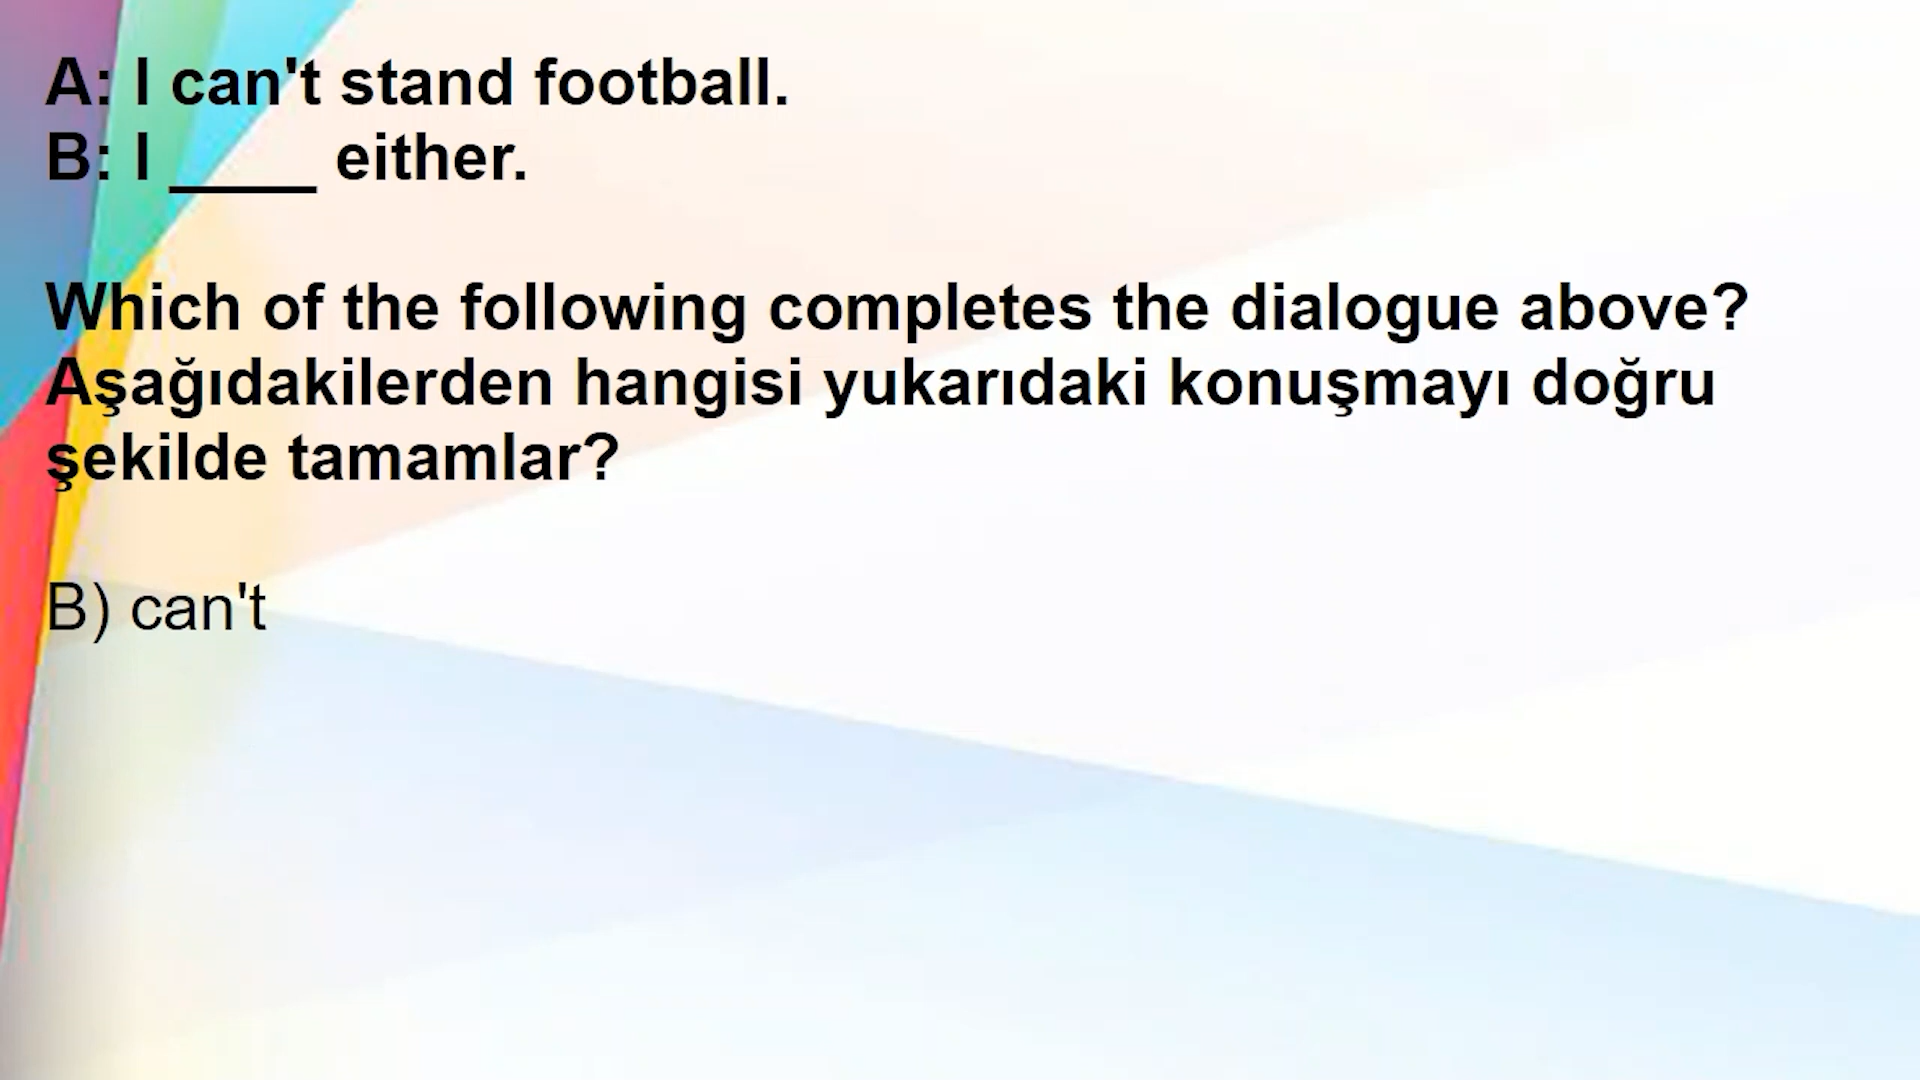 A: I can't stand football.
B: I ____ either.
Which of the following completes the dialogue above?
Aşağıdakilerden hangisi yukarıdaki konuşmayı doğru
şekilde tamamlar?
B) can't